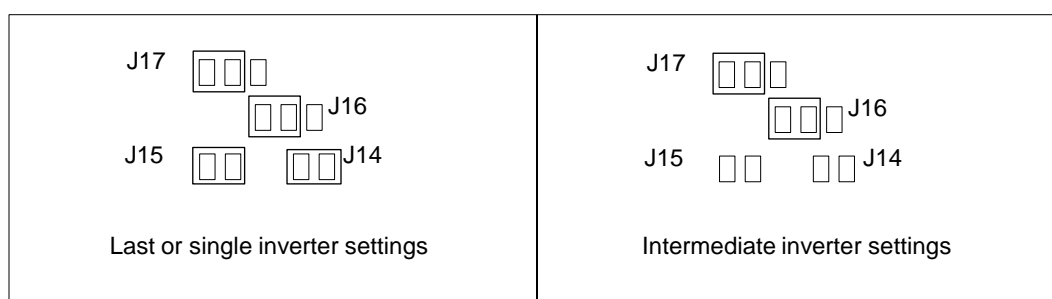 J17
J16
J15
J14
Last or single inverter settings
J17
J16
J15
J14
Intermediate inverter settings